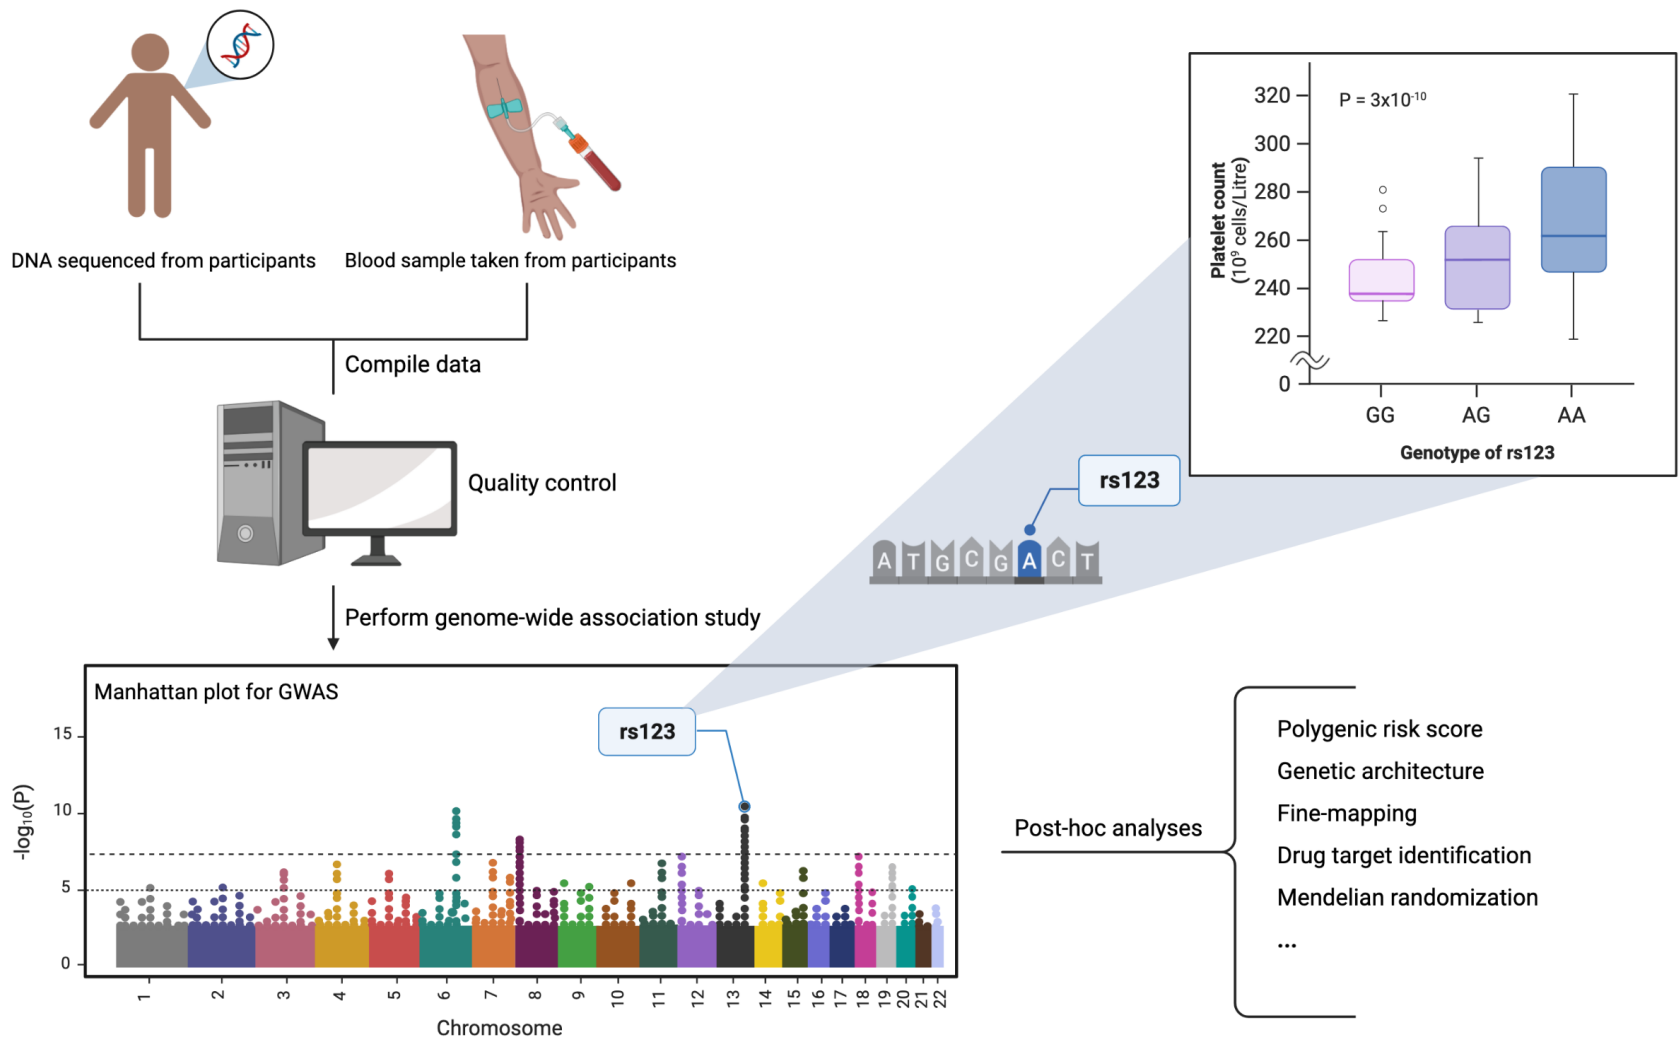 DNA sequenced from participants
Blood sample taken from participants
Compile data
Quality control
Perform genome-wide association study
Manhattan plot for GWAS
rs123
15
10
5
0
-log₁₀(P)
1 2 3 4 5 6 7 8 9 10 11 12 13 14 15 16 17 18 19 20 21 22
Chromosome
A T G C G A C T
rs123
P = 3x10⁻¹⁰
320
300
280
260
240
220
0
Platelet count
(10⁹ cells/Litre)
GG AG AA
Genotype of rs123
Post-hoc analyses
Polygenic risk score
Genetic architecture
Fine-mapping
Drug target identification
Mendelian randomization
...